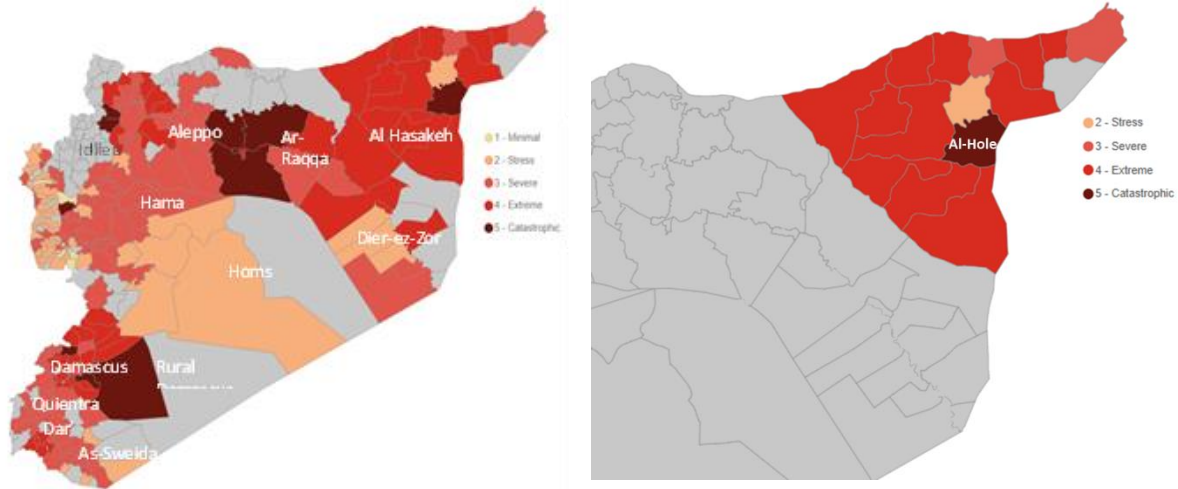 Aleppo
Ar-
Raqqa
Al Hasakeh
Hama
Dier-ez-Zor
Homs
Damascus
Rural
Quientra
Dar'
As-Sweida
1 - Minimal
2 - Stress
3 - Severe
4 - Extreme
5 - Catastrophic
Al-Hole
2 - Stress
3 - Severe
4 - Extreme
5 - Catastrophic